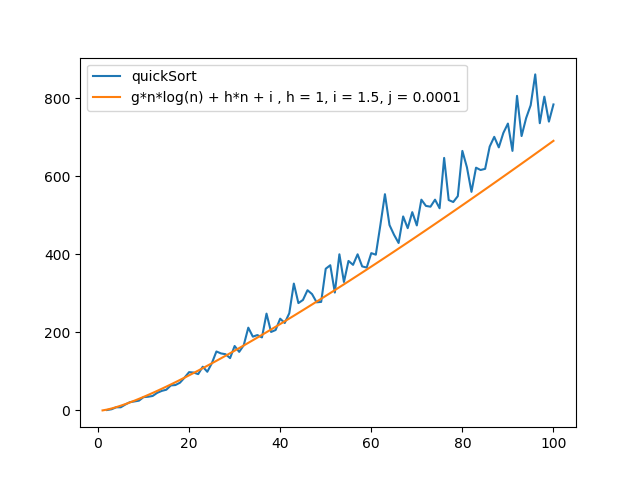 quickSort
g*n*log(n) + h*n + i , h = 1, i = 1.5, j = 0.0001
800
600
400
200
0
0 20 40 60 80 100